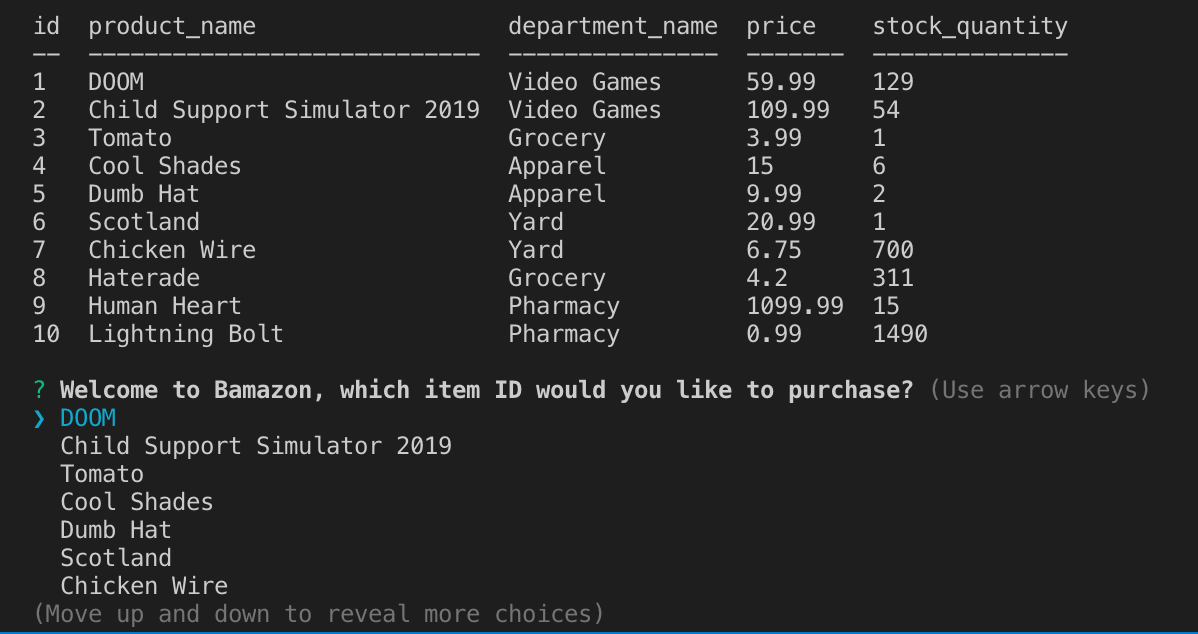 id  product_name                  department_name  price    stock_quantity
--  ----------------------------  ---------------  -------  --------------
1   DOOM                          Video Games      59.99    129
2   Child Support Simulator 2019  Video Games      109.99   54
3   Tomato                        Grocery          3.99     1
4   Cool Shades                   Apparel          15       6
5   Dumb Hat                      Apparel          9.99     2
6   Scotland                      Yard             20.99    1
7   Chicken Wire                  Yard             6.75     700
8   Haterade                      Grocery          4.2      311
9   Human Heart                   Pharmacy         1099.99  15
10  Lightning Bolt                Pharmacy         0.99     1490
? Welcome to Bamazon, which item ID would you like to purchase? (Use arrow keys)
❯ DOOM
  Child Support Simulator 2019
  Tomato
  Cool Shades
  Dumb Hat
  Scotland
  Chicken Wire
(Move up and down to reveal more choices)